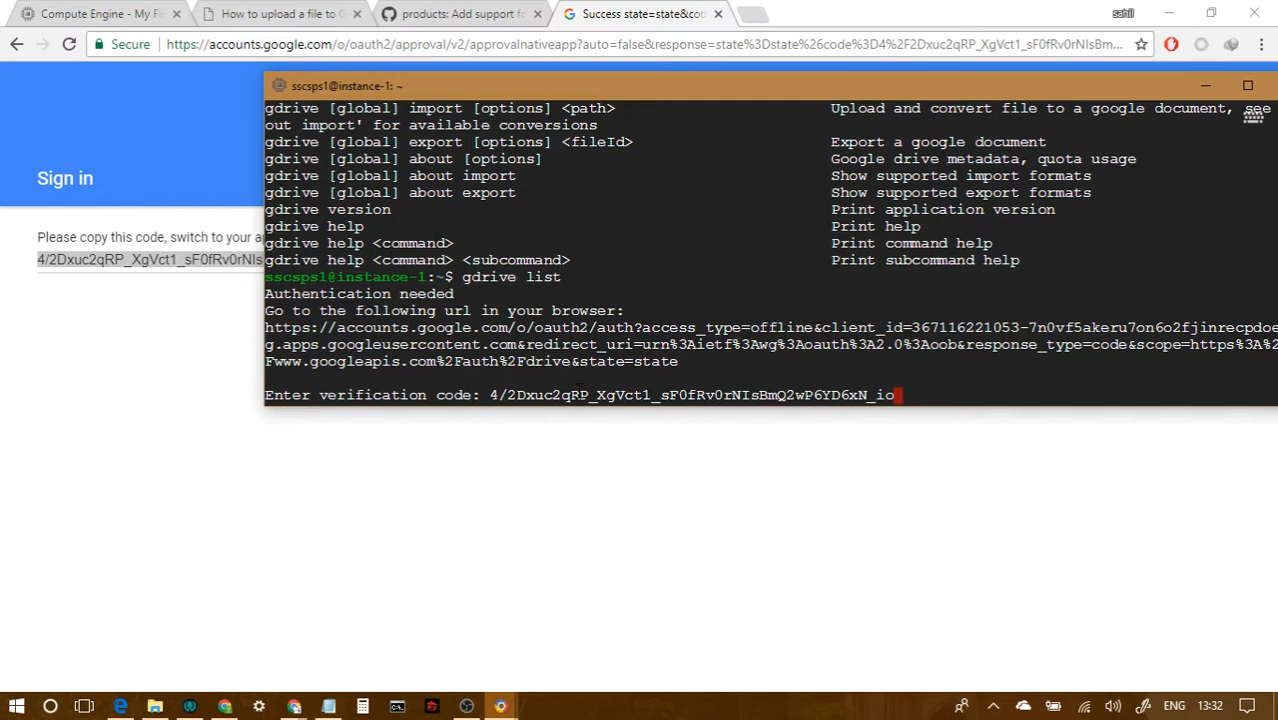 Compute Engine - My Fi
How to upload a file to G
products: Add support fo
Success state=state&coo
sahil
Secure
https://accounts.google.com/o/oauth2/approval/v2/approvalnativeapp?auto=false&response=state%3Dstate%26code%3D4%2F2Dxuc2qRP_XgVct1_sF0fRv0rNIsBm...
sscsps1@instance-1: ~
gdrive [global] import [options] <path> Upload and convert file to a google document, see
out import' for available conversions
gdrive [global] export [options] <fileId> Export a google document
gdrive [global] about [options] Google drive metadata, quota usage
gdrive [global] about import Show supported import formats
gdrive [global] about export Show supported export formats
gdrive version Print application version
gdrive help Print help
gdrive help <command> Print command help
gdrive help <command> <subcommand> Print subcommand help
sscsps1@instance-1:~$ gdrive list
Authentication needed
Go to the following url in your browser:
https://accounts.google.com/o/oauth2/auth?access_type=offline&client_id=367116221053-7n0vf5akeru7on6o2fjinrecpdoe
g.apps.googleusercontent.com&redirect_uri=urn%3Aietf%3Awg%3Aoauth%3A2.0%3Aoob&response_type=code&scope=https%3A%2
Fwww.googleapis.com%2Fauth%2Fdrive&state=state
Enter verification code: 4/2Dxuc2qRP_XgVct1_sF0fRv0rNIsBmQ2wP6YD6xN_io
Sign in
Please copy this code, switch to your a
4/2Dxuc2qRP_XgVct1_sF0fRv0rNIs
ENG
13:32